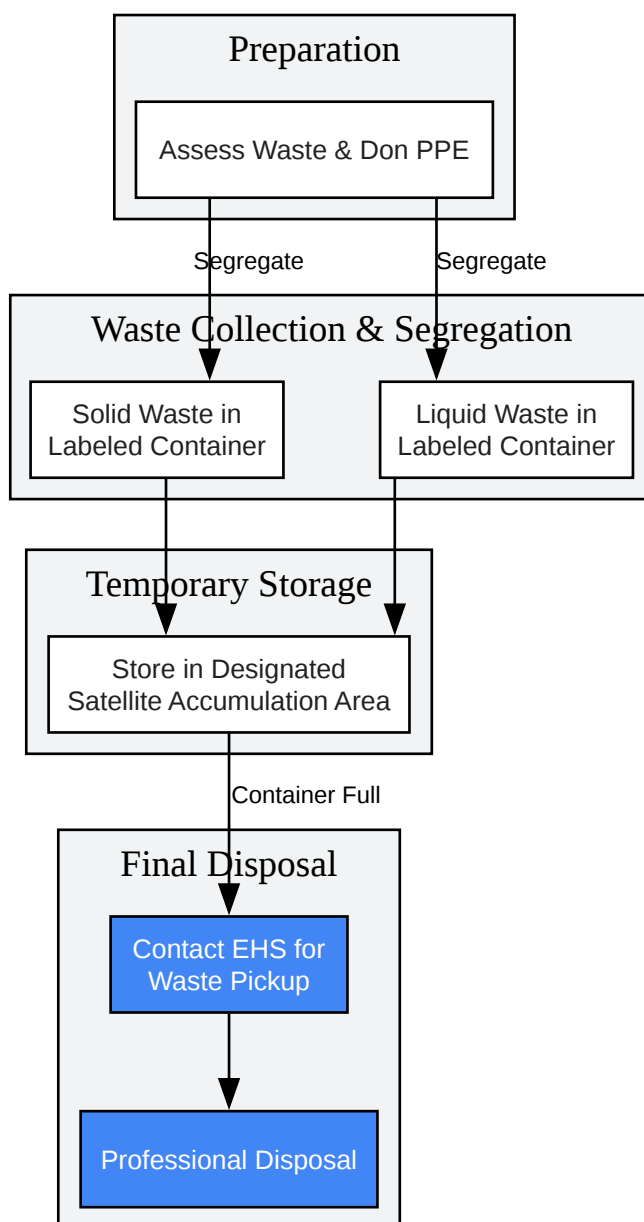 Preparation
Assess Waste & Don PPE
Segregate
Segregate
Waste Collection & Segregation
Solid Waste in
Labeled Container
Liquid Waste in
Labeled Container
Temporary Storage
Store in Designated
Satellite Accumulation Area
Container Full
Final Disposal
Contact EHS for
Waste Pickup
Professional Disposal